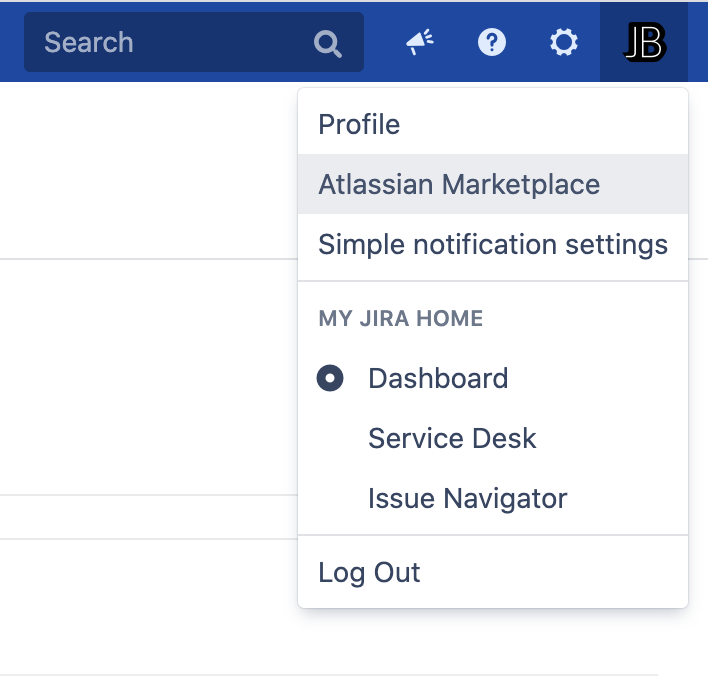 Search
JB
Profile
Atlassian Marketplace
Simple notification settings
MY JIRA HOME
Dashboard
Service Desk
Issue Navigator
Log Out